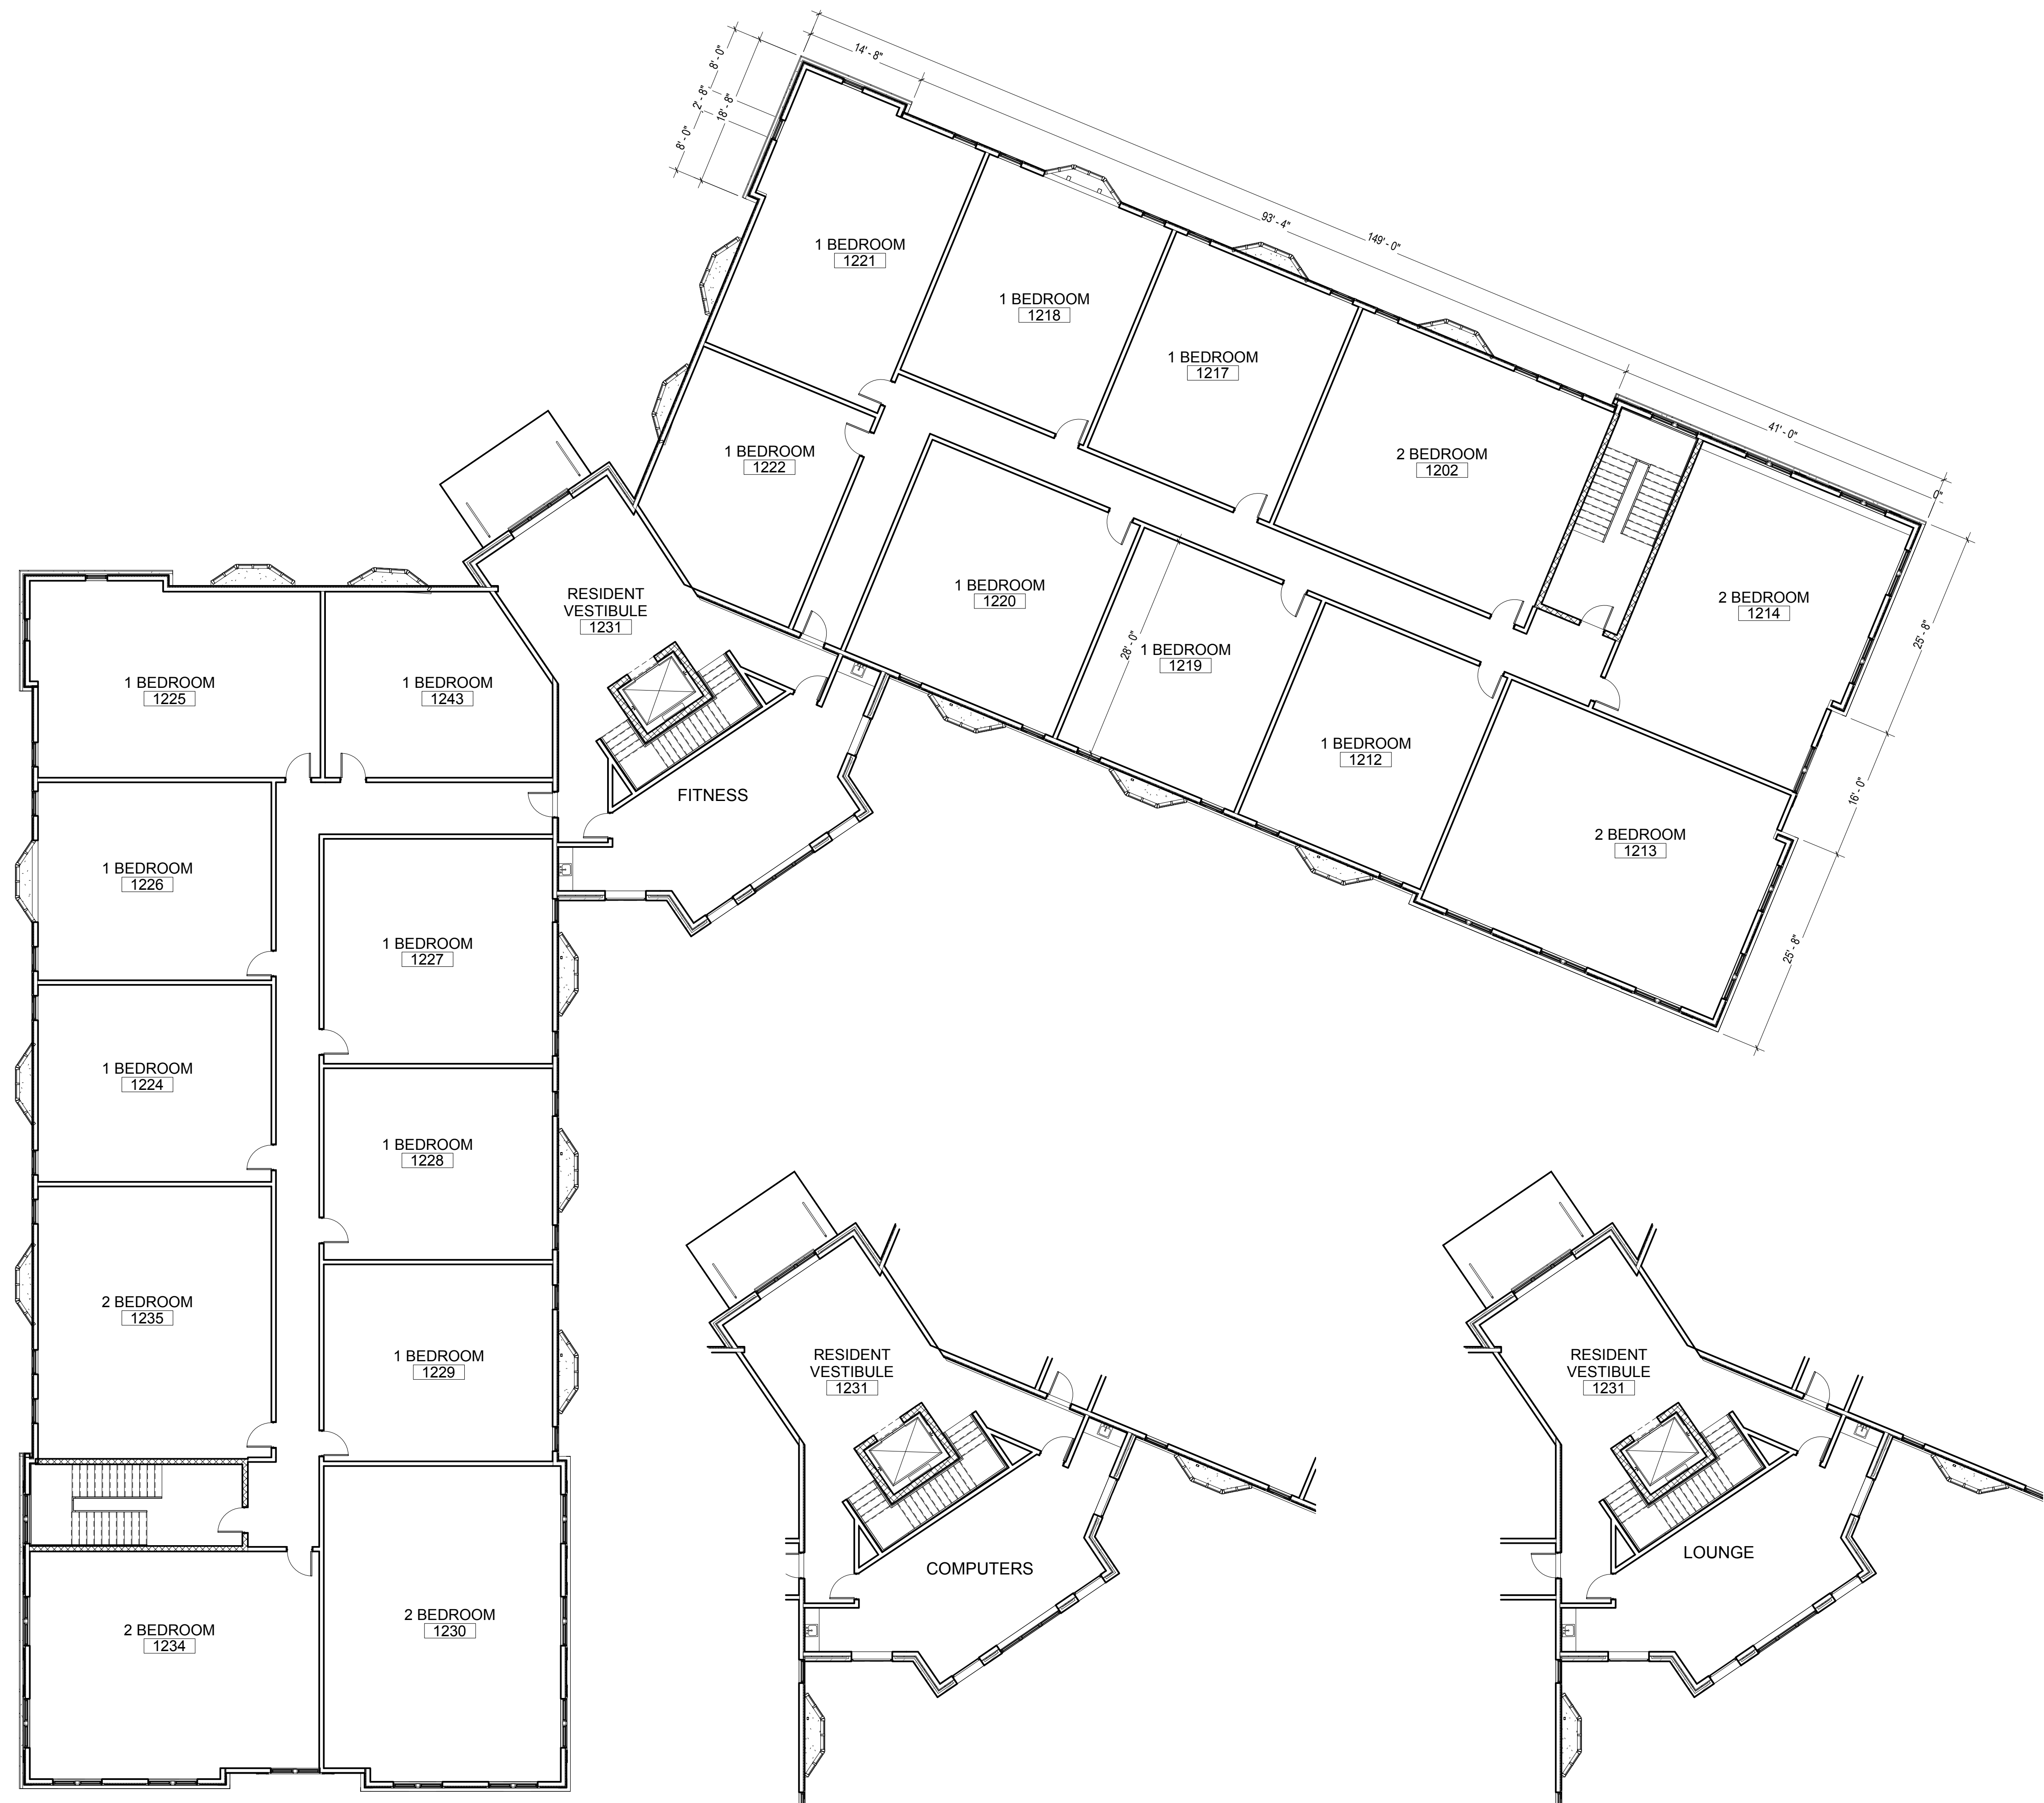 8' - 0"
2' - 8"
18' - 8"
8' - 0"
14' - 8"
93' - 4"
149' - 0"
41' - 0"
0"
25' - 8"
16' - 0"
25' - 8"
28' - 0"
1 BEDROOM
1221
1 BEDROOM
1218
1 BEDROOM
1217
2 BEDROOM
1202
1 BEDROOM
1222
1 BEDROOM
1220
1 BEDROOM
1219
2 BEDROOM
1214
1 BEDROOM
1212
2 BEDROOM
1213
RESIDENT
VESTIBULE
1231
FITNESS
1 BEDROOM
1225
1 BEDROOM
1243
1 BEDROOM
1226
1 BEDROOM
1227
1 BEDROOM
1224
1 BEDROOM
1228
2 BEDROOM
1235
1 BEDROOM
1229
2 BEDROOM
1234
2 BEDROOM
1230
RESIDENT
VESTIBULE
1231
COMPUTERS
RESIDENT
VESTIBULE
1231
LOUNGE